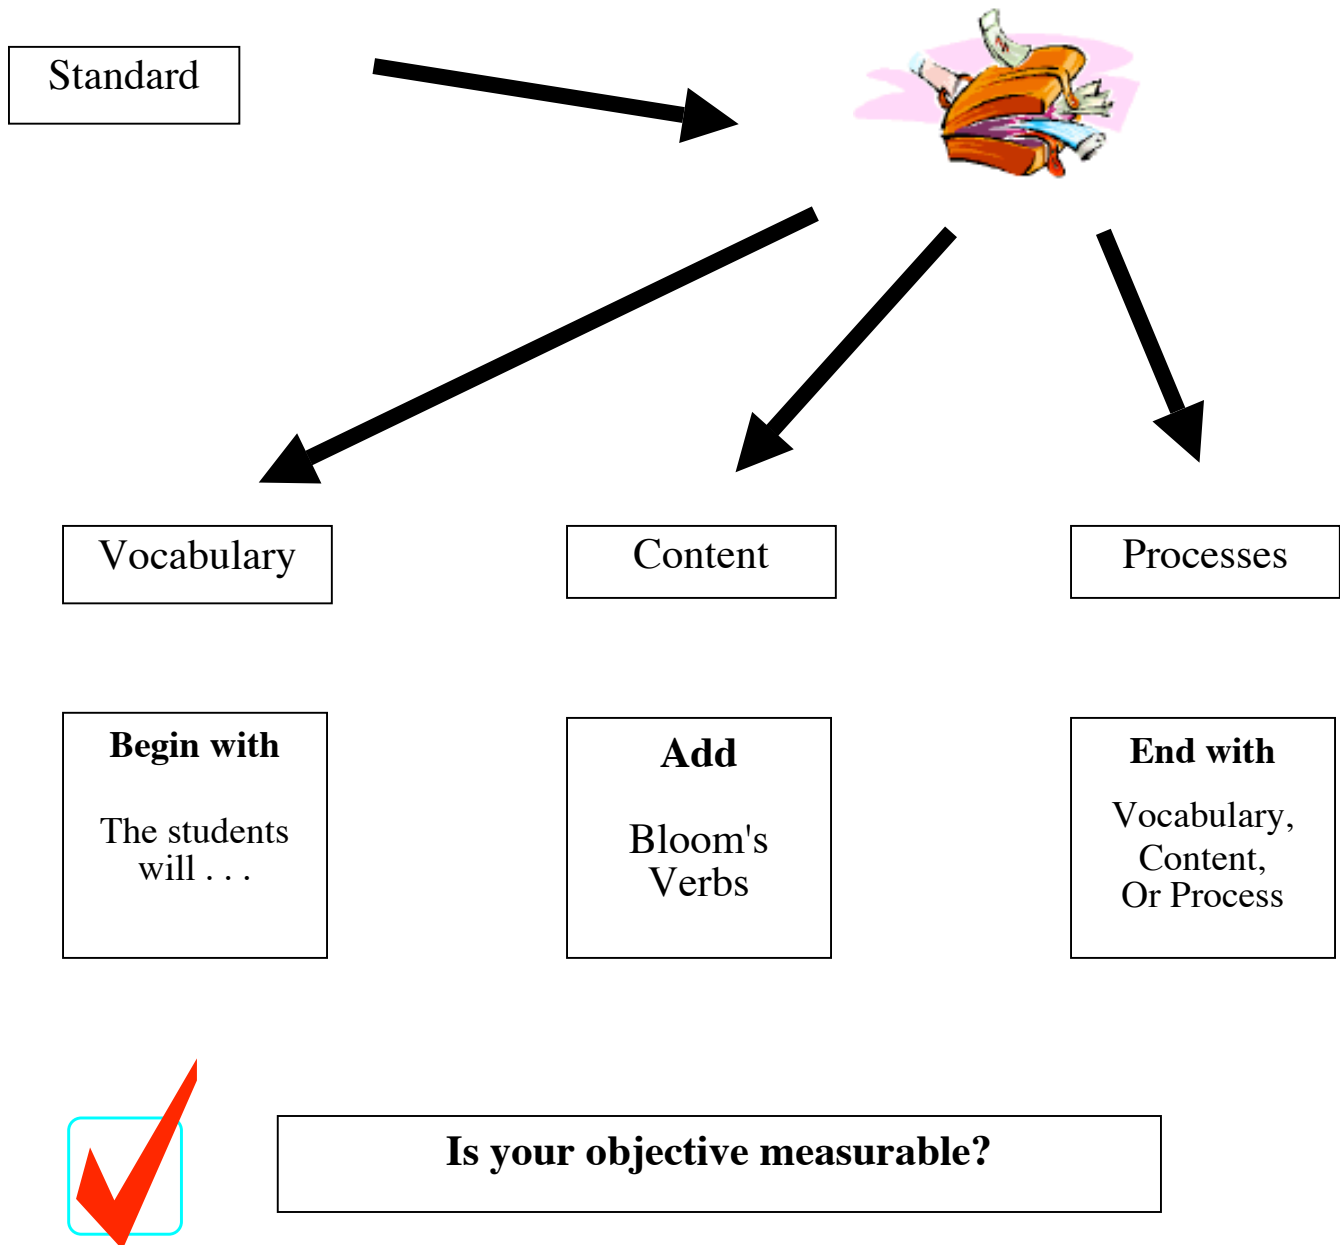 Standard
Vocabulary
Content
Processes
Begin with
The students
will . . .
Add
Bloom's
Verbs
End with
Vocabulary,
Content,
Or Process
Is your objective measurable?